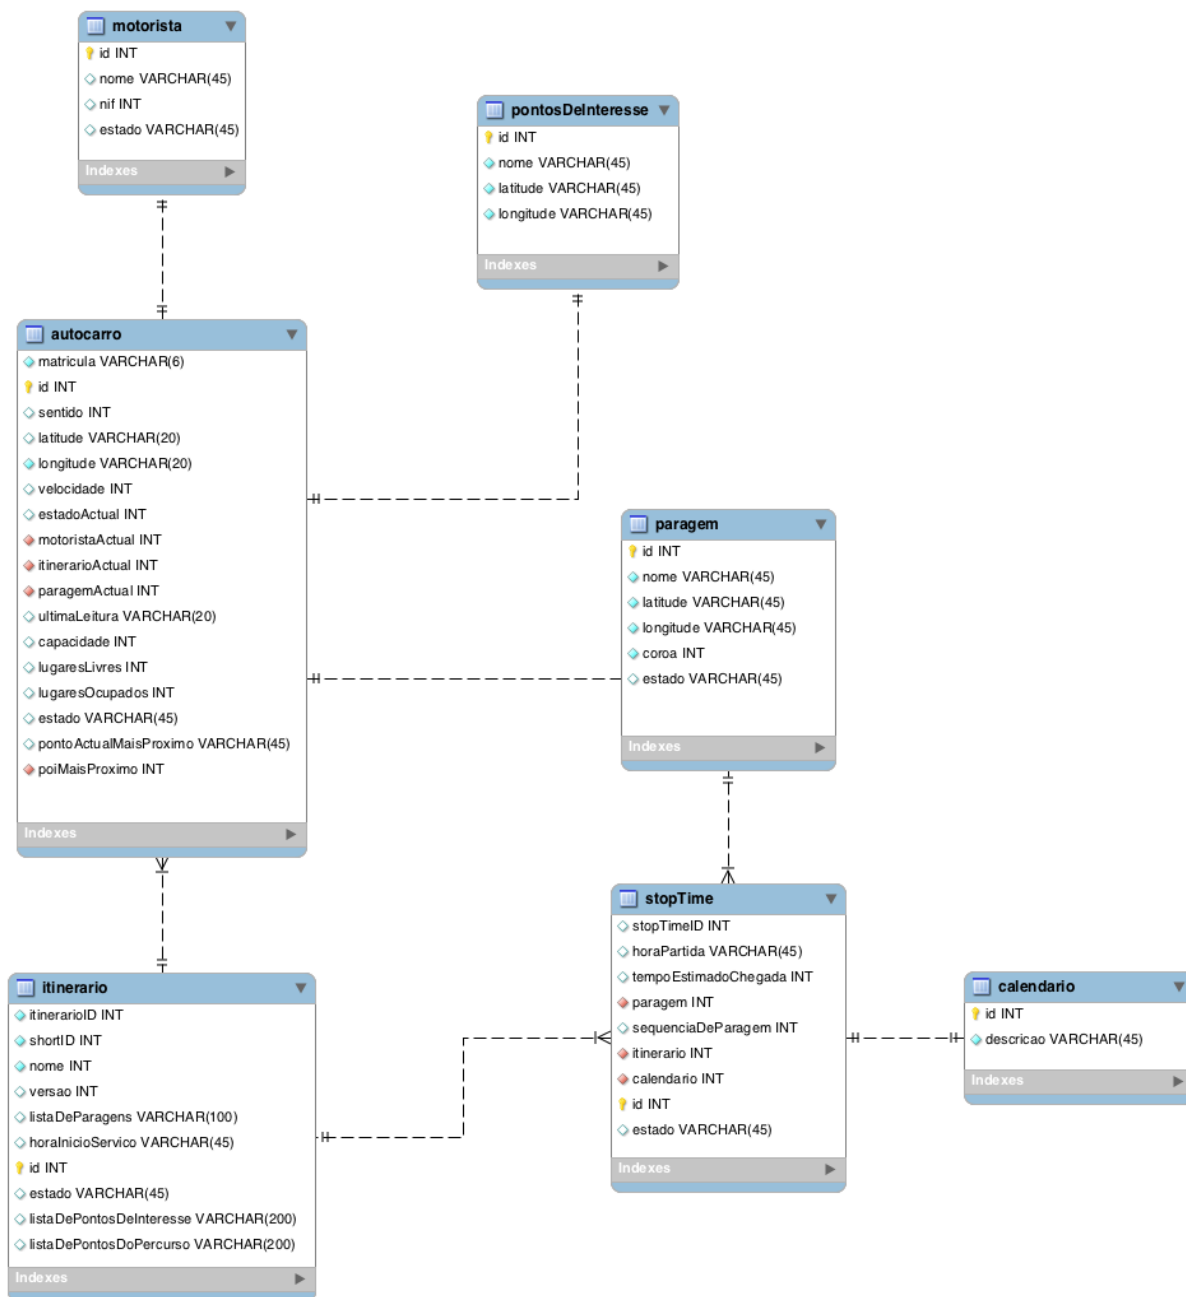 motorista
id INT
nome VARCHAR(45)
nif INT
estado VARCHAR(45)
Indexes
pontosDeInteresse
id INT
nome VARCHAR(45)
latitude VARCHAR(45)
longitude VARCHAR(45)
Indexes
autocarro
matricula VARCHAR(6)
id INT
sentido INT
latitude VARCHAR(20)
longitude VARCHAR(20)
velocidade INT
estadoActual INT
motoristaActual INT
itinerarioActual INT
paragemActual INT
ultimaLeitura VARCHAR(20)
capacidade INT
lugaresLivres INT
lugaresOcupados INT
estado VARCHAR(45)
pontoActualMaisProximo VARCHAR(45)
poiMaisProximo INT
Indexes
paragem
id INT
nome VARCHAR(45)
latitude VARCHAR(45)
longitude VARCHAR(45)
coroa INT
estado VARCHAR(45)
Indexes
stopTime
stopTimeID INT
horaPartida VARCHAR(45)
tempoEstimadoChegada INT
paragem INT
sequenciaDeParagem INT
itinerario INT
calendario INT
id INT
estado VARCHAR(45)
Indexes
calendario
id INT
descricao VARCHAR(45)
Indexes
itinerario
itinerarioID INT
shortID INT
nome INT
versao INT
listaDeParagens VARCHAR(100)
horaInicioServico VARCHAR(45)
id INT
estado VARCHAR(45)
listaDePontosDeInteresse VARCHAR(200)
listaDePontosDoPercurso VARCHAR(200)
Indexes